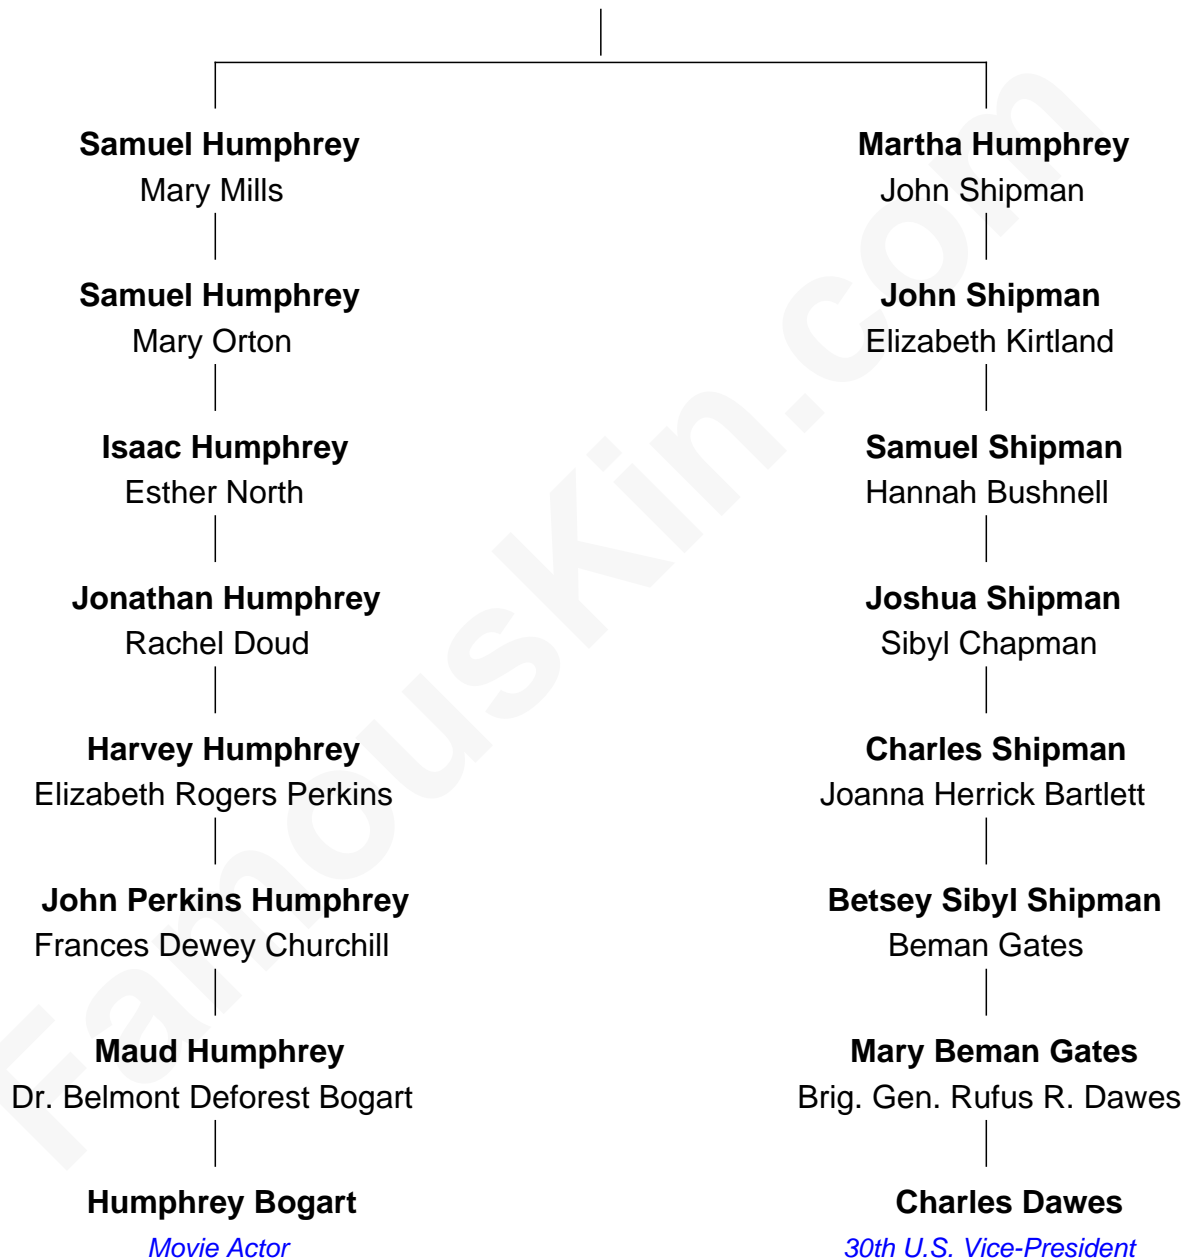 Samuel Humphrey
Mary Mills
Samuel Humphrey
Mary Orton
Isaac Humphrey
Esther North
Jonathan Humphrey
Rachel Doud
Harvey Humphrey
Elizabeth Rogers Perkins
John Perkins Humphrey
Frances Dewey Churchill
Maud Humphrey
Dr. Belmont Deforest Bogart
Humphrey Bogart
Movie Actor
Martha Humphrey
John Shipman
John Shipman
Elizabeth Kirtland
Samuel Shipman
Hannah Bushnell
Joshua Shipman
Sibyl Chapman
Charles Shipman
Joanna Herrick Bartlett
Betsey Sibyl Shipman
Beman Gates
Mary Beman Gates
Brig. Gen. Rufus R. Dawes
Charles Dawes
30th U.S. Vice-President
FamousKin.com